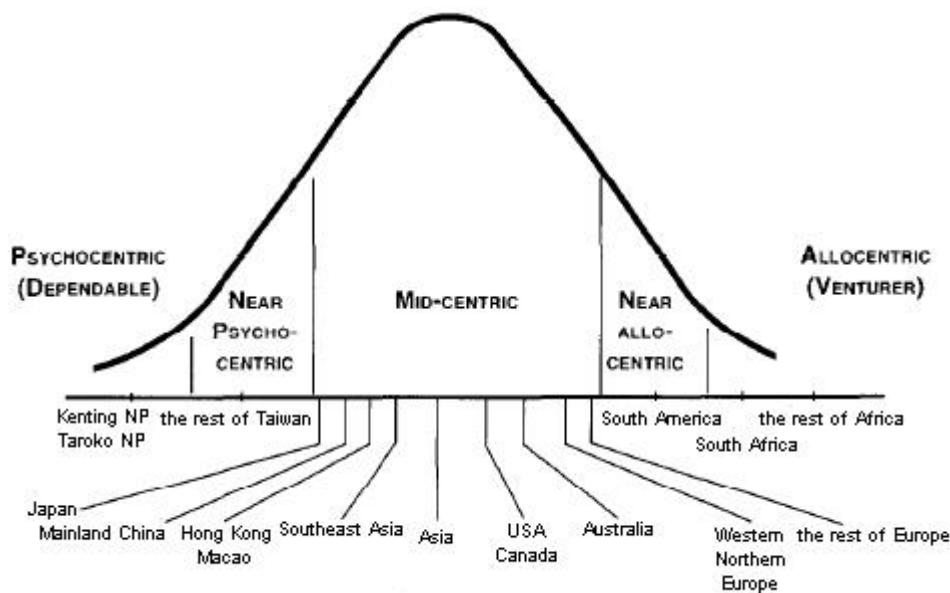 PSYCHOCENTRIC
(DEPENDABLE)
NEAR
PSYCHO-
CENTRIC
MID-CENTRIC
NEAR
ALLO-
CENTRIC
ALLOCENTRIC
(VENTURER)
Kenting NP
Taroko NP
the rest of Taiwan
South America
South Africa
the rest of Africa
Japan
Mainland China
Hong Kong
Macao
Southeast Asia
Asia
USA
Canada
Australia
Western
Northern
Europe
the rest of Europe